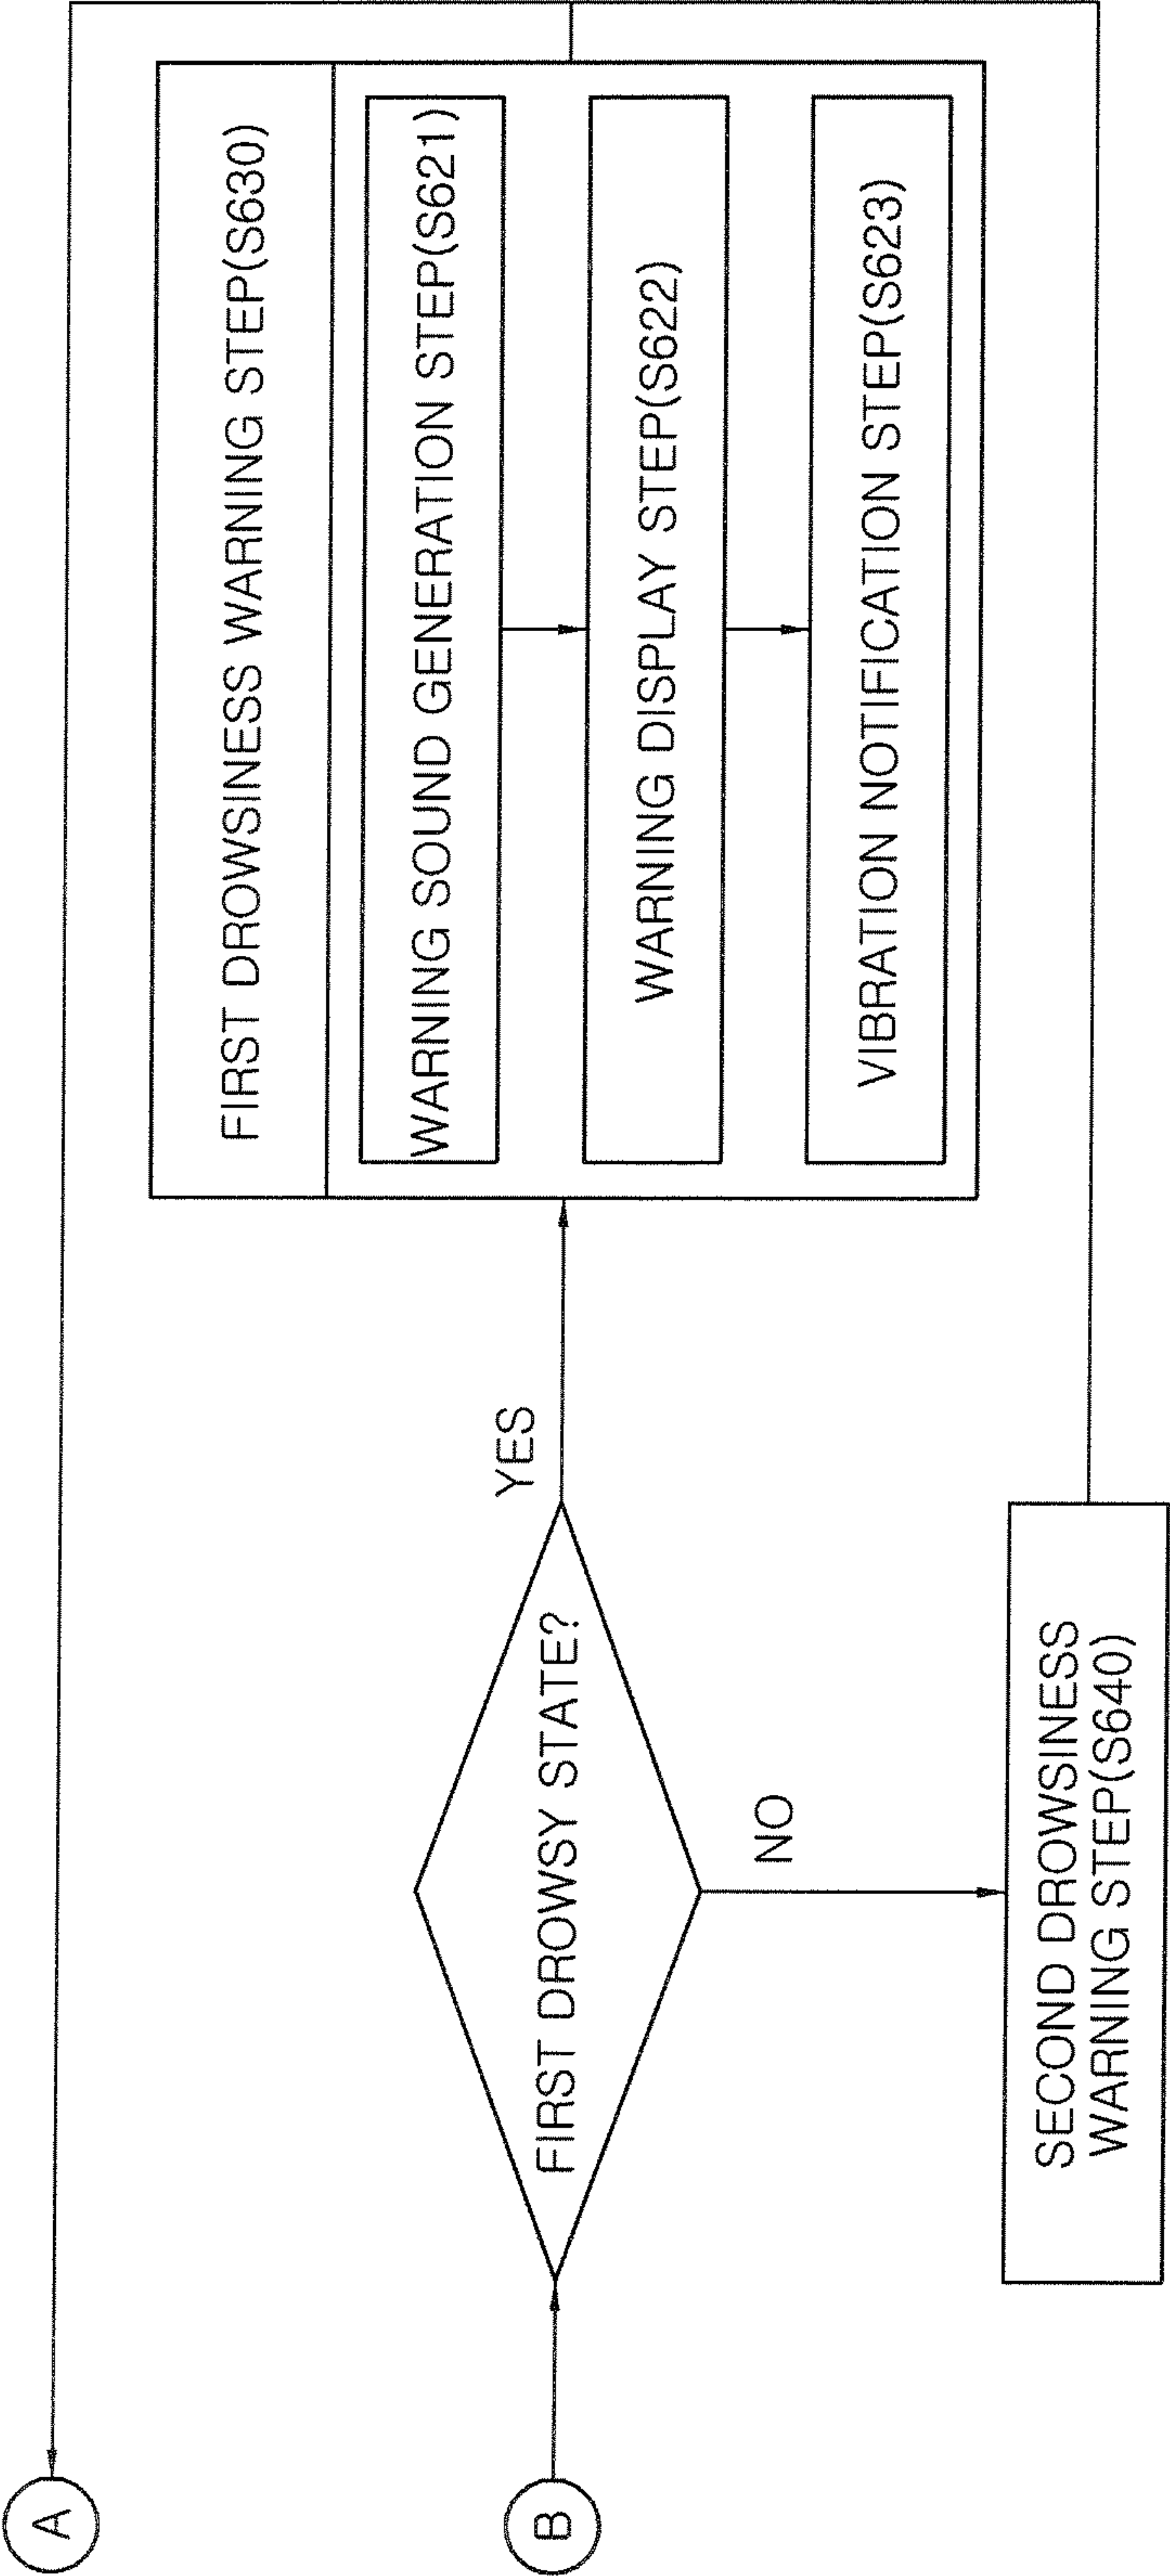 A
FIRST DROWSINESS WARNING STEP(S630)
WARNING SOUND GENERATION STEP(S621)
WARNING DISPLAY STEP(S622)
VIBRATION NOTIFICATION STEP(S623)
B
FIRST DROWSY STATE?
YES
NO
SECOND DROWSINESS
WARNING STEP(S640)